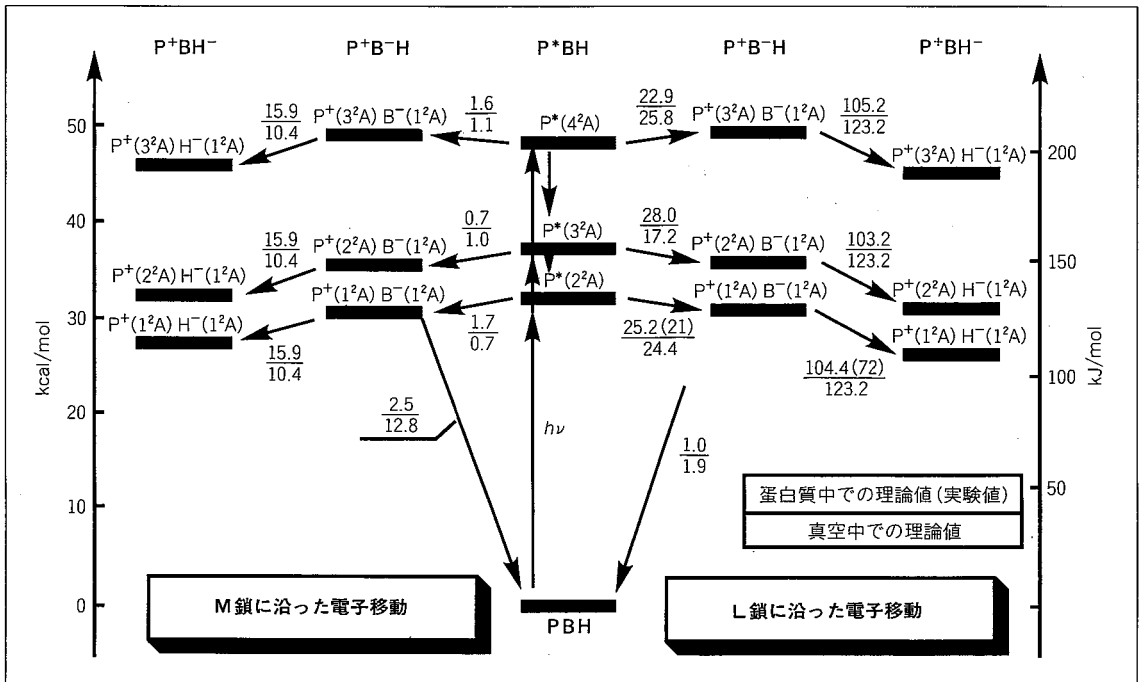 P⁺BH⁻ P⁺B⁻H P*BH P⁺B⁻H P⁺BH⁻
kcal/mol
50
40
30
20
10
0
kJ/mol
200
150
100
50
P⁺(3²A) H⁻(1²A)
15.9
10.4
P⁺(3²A) B⁻(1²A)
1.6
1.1
P*(4²A)
22.9
25.8
P⁺(3²A) B⁻(1²A)
105.2
123.2
P⁺(3²A) H⁻(1²A)
P⁺(2²A) H⁻(1²A)
15.9
10.4
P⁺(2²A) B⁻(1²A)
0.7
1.0
P*(3²A)
28.0
17.2
P⁺(2²A) B⁻(1²A)
103.2
123.2
P⁺(2²A) H⁻(1²A)
P⁺(1²A) H⁻(1²A)
15.9
10.4
P⁺(1²A) B⁻(1²A)
1.7
0.7
P*(2²A)
25.2(21)
24.4
P⁺(1²A) B⁻(1²A)
104.4(72)
123.2
P⁺(1²A) H⁻(1²A)
2.5
12.8
hν
1.0
1.9
蛋白質中での理論値(実験値)
真空中での理論値
M鎖に沿った電子移動
PBH
L鎖に沿った電子移動